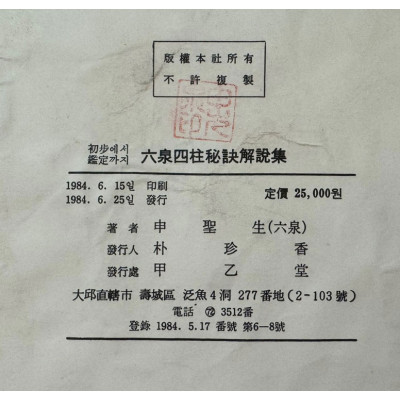 版權本社所有
不許複製
初步에서
鑑定까지 六泉四柱秘訣解說集
1984. 6. 15일 印刷
1984. 6. 25일 發行
定價 25,000원
著者 申聖生(六泉)
發行人 朴珍香
發行處 甲乙堂
大邱直轄市 壽城區 泛魚4洞 277番地(2-103號)
電話 ㊆ 3512番
登錄 1984. 5.17 番號 第6-8號